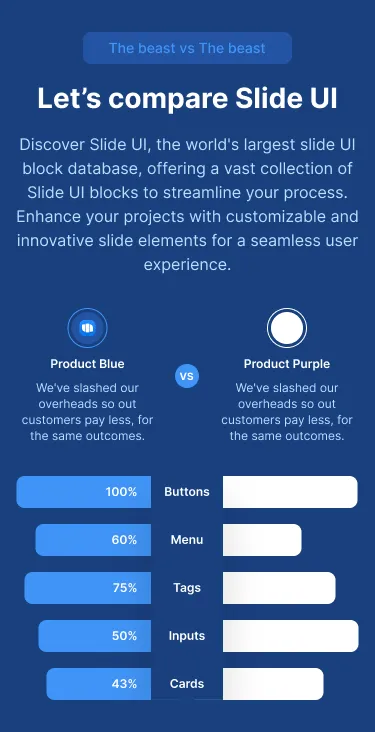 The beast vs The beast
Let's compare Slide UI
Discover Slide UI, the world's largest slide UI
block database, offering a vast collection of
Slide UI blocks to streamline your process.
Enhance your projects with customizable and
innovative slide elements for a seamless user
experience.
Product Blue
We've slashed our
overheads so out
customers pay less, for
the same outcomes.
VS
Product Purple
We've slashed our
overheads so out
customers pay less, for
the same outcomes.
100% Buttons
60% Menu
75% Tags
50% Inputs
43% Cards